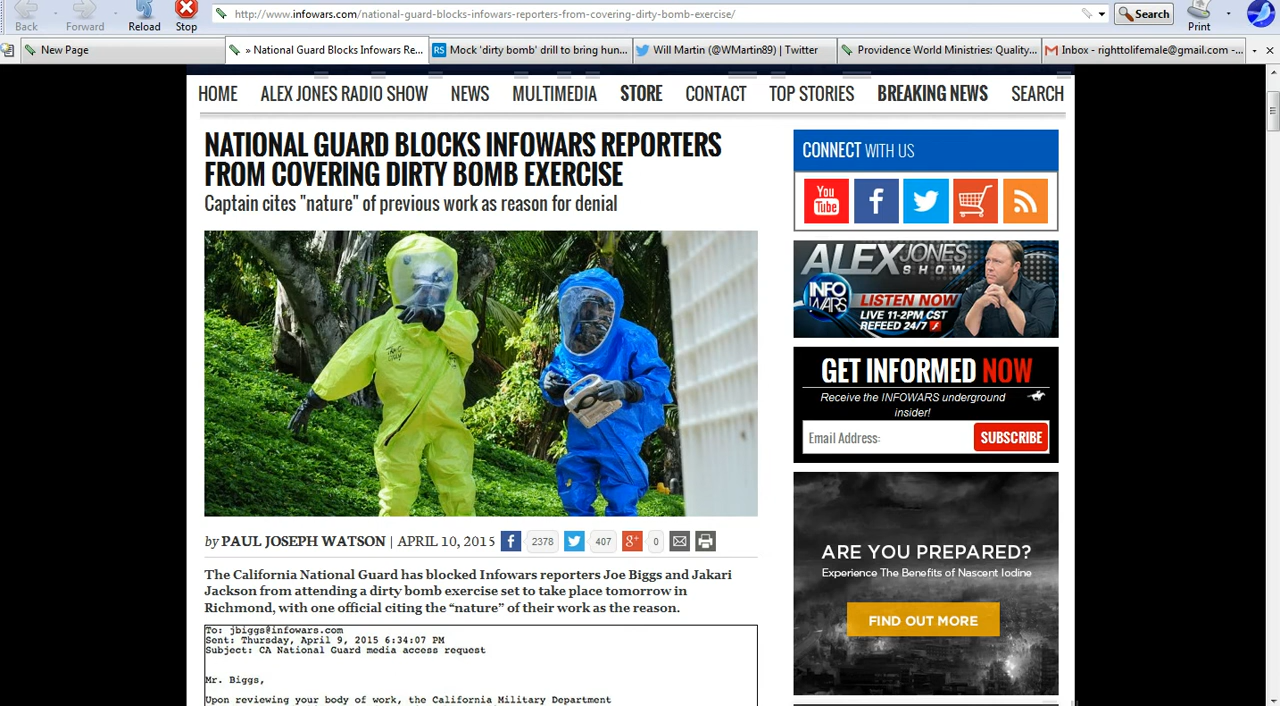 Back
Forward
Reload
Stop
http://www.infowars.com/national-guard-blocks-infowars-reporters-from-covering-dirty-bomb-exercise/
Search
Print
New Page
» National Guard Blocks Infowars Re...
RS
Mock 'dirty bomb' drill to bring hun...
Will Martin (@WMartin89) | Twitter
Providence World Ministries: Quality,...
Inbox - righttolifemale@gmail.com -...
HOME
ALEX JONES RADIO SHOW
NEWS
MULTIMEDIA
STORE
CONTACT
TOP STORIES
BREAKING NEWS
SEARCH
NATIONAL GUARD BLOCKS INFOWARS REPORTERS
FROM COVERING DIRTY BOMB EXERCISE
Captain cites "nature" of previous work as reason for denial
by PAUL JOSEPH WATSON | APRIL 10, 2015
2378
407
g+
0
The California National Guard has blocked Infowars reporters Joe Biggs and Jakari
Jackson from attending a dirty bomb exercise set to take place tomorrow in
Richmond, with one official citing the “nature” of their work as the reason.
To: jbiggs@infowars.com
Sent: Thursday, April 9, 2015 6:34:07 PM
Subject: CA National Guard media access request
Mr. Biggs,
Upon reviewing your body of work, the California Military Department
CONNECT WITH US
You
Tube
ALEX JONES
SHOW
INFO
WARS
LISTEN NOW
LIVE 11-2PM CST
REFEED 24/7
GET INFORMED NOW
Receive the INFOWARS underground
insider!
Email Address:
SUBSCRIBE
ARE YOU PREPARED?
Experience The Benefits of Nascent Iodine
FIND OUT MORE